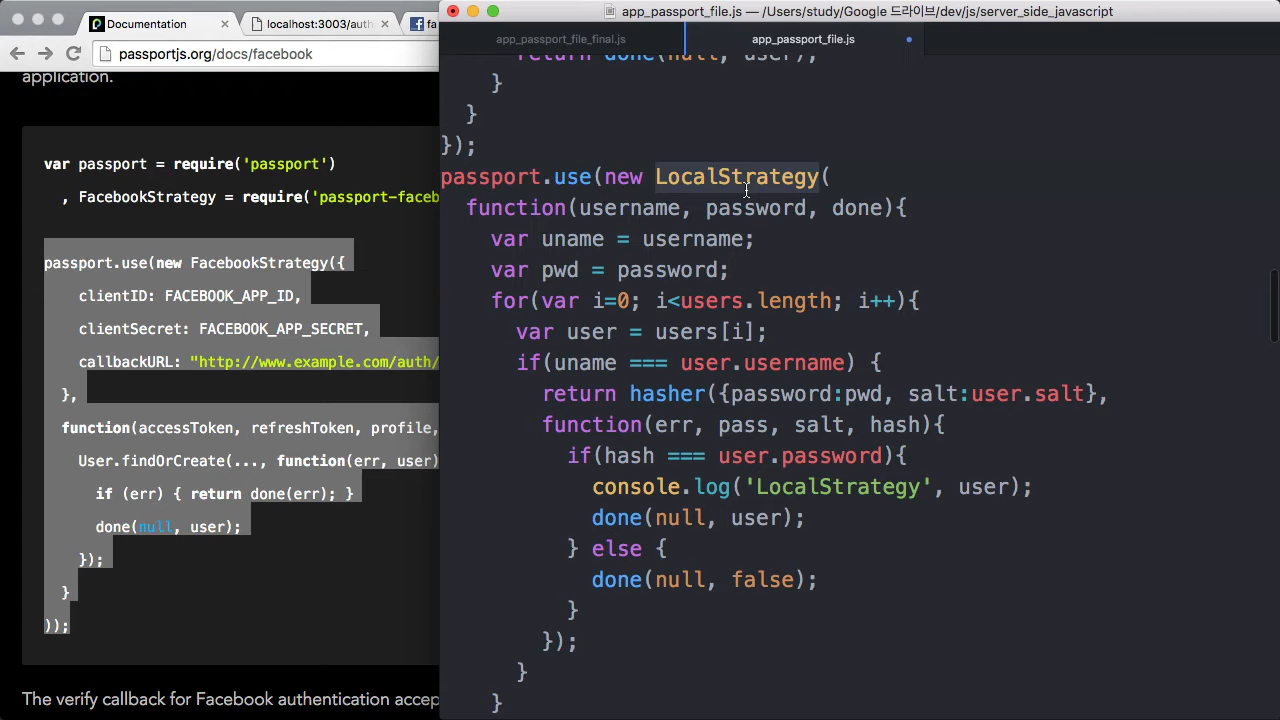 Documentation
localhost:3003/auth
fa
passportjs.org/docs/facebook
application.
var passport = require('passport')
, FacebookStrategy = require('passport-faceb
passport.use(new FacebookStrategy({
clientID: FACEBOOK_APP_ID,
clientSecret: FACEBOOK_APP_SECRET,
callbackURL: "http://www.example.com/auth/
},
function(accessToken, refreshToken, profile,
User.findOrCreate(..., function(err, user)
if (err) { return done(err); }
done(null, user);
});
}
));
The verify callback for Facebook authentication accep
app_passport_file.js — /Users/study/Google 드라이브/dev/js/server_side_javascript
app_passport_file_final.js
app_passport_file.js
return done(null, user);
}
}
});
passport.use(new LocalStrategy(
function(username, password, done){
var uname = username;
var pwd = password;
for(var i=0; i<users.length; i++){
var user = users[i];
if(uname === user.username) {
return hasher({password:pwd, salt:user.salt},
function(err, pass, salt, hash){
if(hash === user.password){
console.log('LocalStrategy', user);
done(null, user);
} else {
done(null, false);
}
});
}
}